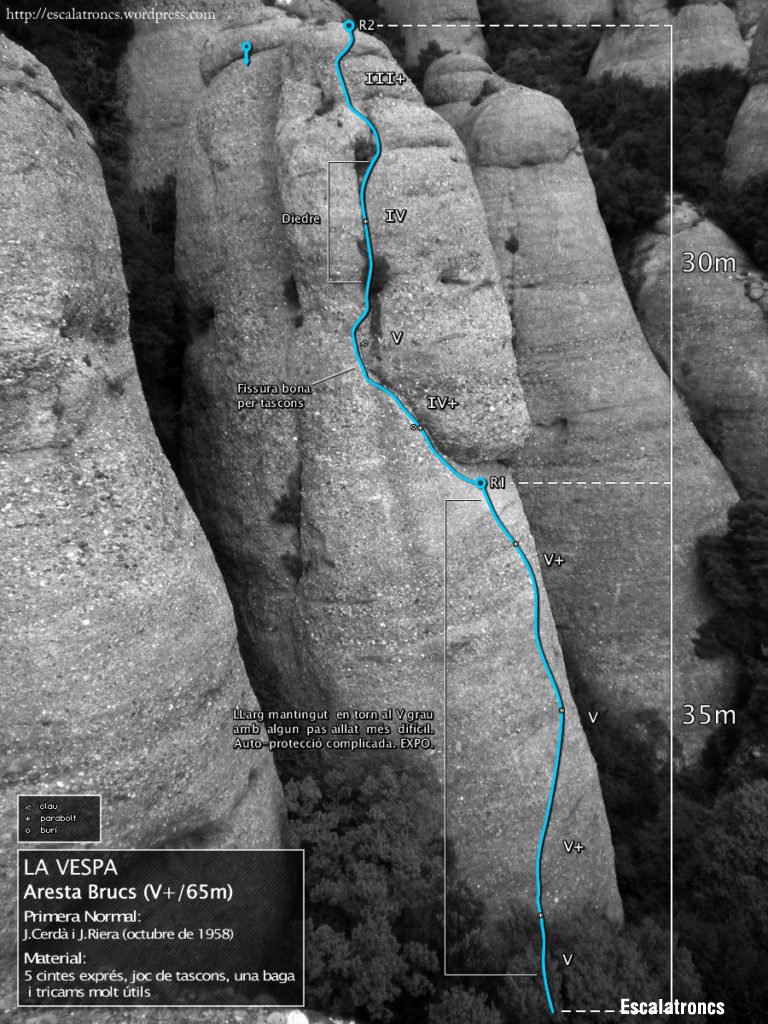 http://escalatroncs.wordpress.com
R2
III+
Diedre
IV
30m
V
Fissura bona
per tascons
IV+
R1
V+
LLarg mantingut en torn al V grau
amb algun pas aillat més difícil.
Auto-protecció complicada. EXPO.
V
35m
clau
parabolt
burí
V+
LA VESPA
Aresta Brucs (V+/65m)
Primera Normal:
J.Cerdà i J.Riera (octubre de 1958)
Material:
5 cintes exprés, joc de tascons, una baga
i tricams molt útils
V
Escalatroncs